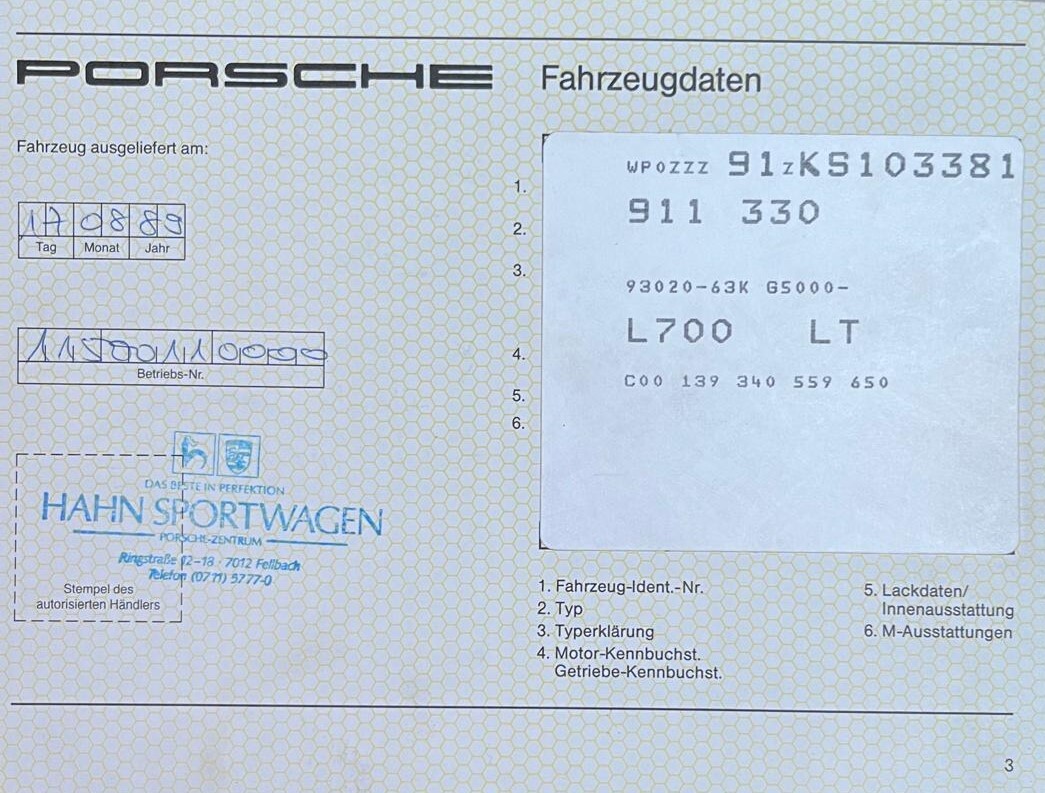 PORSCHE
Fahrzeugdaten
Fahrzeug ausgeliefert am:
17 08 89
Tag Monat Jahr
Betriebs-Nr.
DAS BESTE IN PERFEKTION
HAHN SPORTWAGEN
PORSCHE-ZENTRUM
Ringstraße 12-18 · 7012 Fellbach
Telefon (0711) 5777-0
Stempel des
autorisierten Händlers
1.
2.
3.
4.
5.
6.
WP0ZZZ 91ZKS103381
911 330
93020-63K G5000-
L700 LT
C00 139 340 559 650
1. Fahrzeug-Ident.-Nr.
2. Typ
3. Typerklärung
4. Motor-Kennbuchst.
Getriebe-Kennbuchst.
5. Lackdaten/
Innenausstattung
6. M-Ausstattungen
3